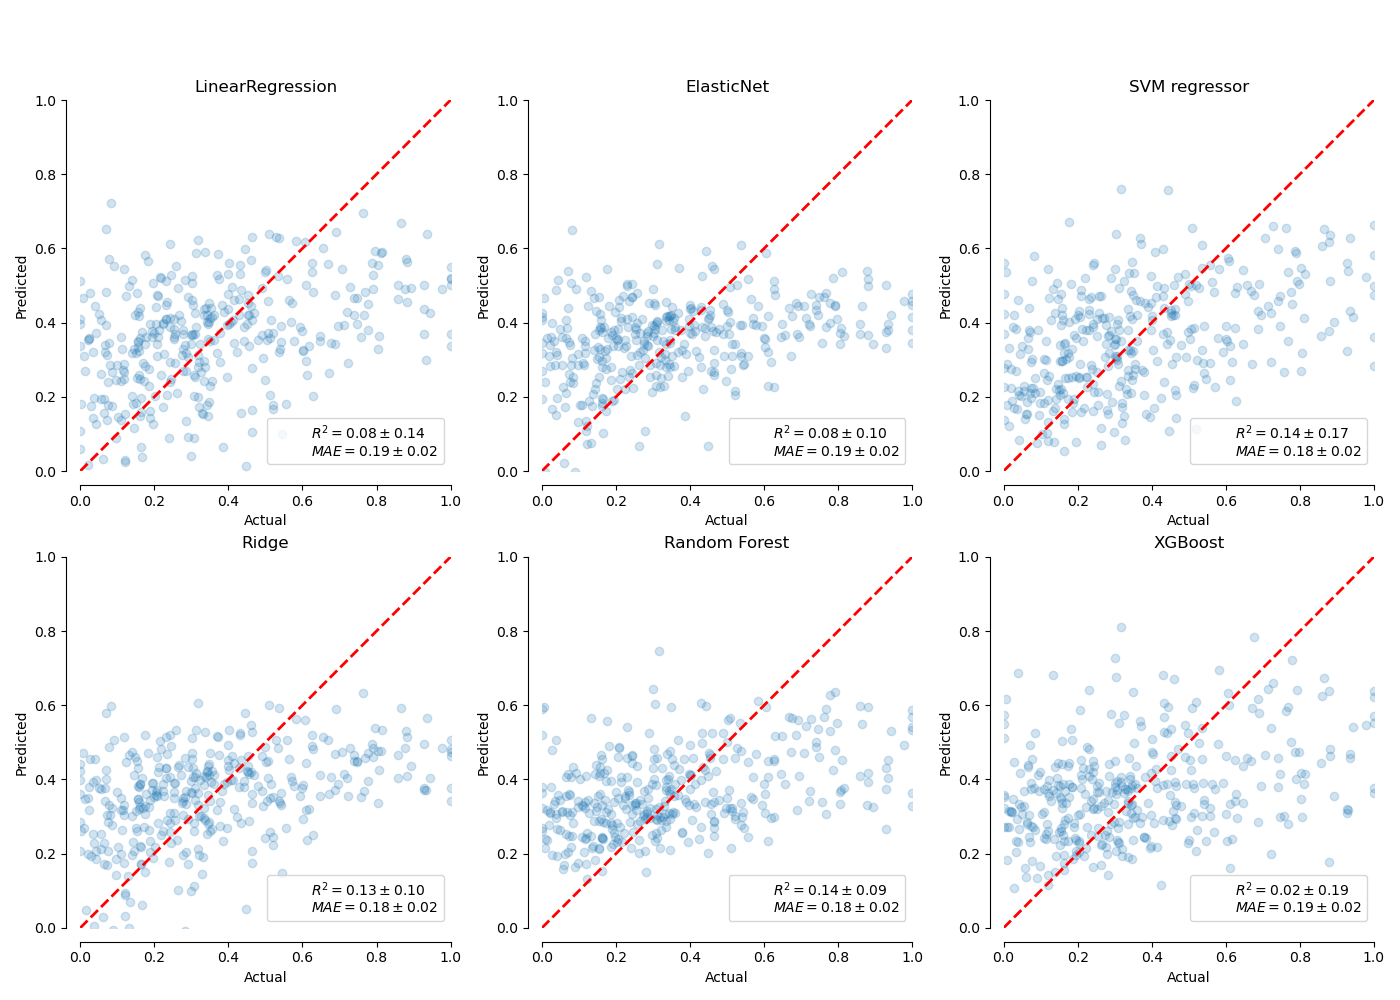 LinearRegression
1.0
0.8
0.6
0.4
0.2
0.0
Predicted
R² = 0.08 ± 0.14
MAE = 0.19 ± 0.02
0.0 0.2 0.4 0.6 0.8 1.0
Actual
ElasticNet
1.0
0.8
0.6
0.4
0.2
0.0
Predicted
R² = 0.08 ± 0.10
MAE = 0.19 ± 0.02
0.0 0.2 0.4 0.6 0.8 1.0
Actual
SVM regressor
1.0
0.8
0.6
0.4
0.2
0.0
Predicted
R² = 0.14 ± 0.17
MAE = 0.18 ± 0.02
0.0 0.2 0.4 0.6 0.8 1.0
Actual
Ridge
1.0
0.8
0.6
0.4
0.2
0.0
Predicted
R² = 0.13 ± 0.10
MAE = 0.18 ± 0.02
0.0 0.2 0.4 0.6 0.8 1.0
Actual
Random Forest
1.0
0.8
0.6
0.4
0.2
0.0
Predicted
R² = 0.14 ± 0.09
MAE = 0.18 ± 0.02
0.0 0.2 0.4 0.6 0.8 1.0
Actual
XGBoost
1.0
0.8
0.6
0.4
0.2
0.0
Predicted
R² = 0.02 ± 0.19
MAE = 0.19 ± 0.02
0.0 0.2 0.4 0.6 0.8 1.0
Actual